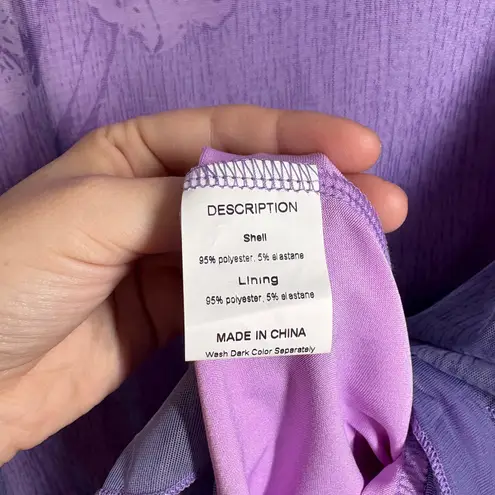 DESCRIPTION
Shell
95% polyester, 5% elastane
Lining
95% polyester, 5% elastane
MADE IN CHINA
Wash Dark Color Separately